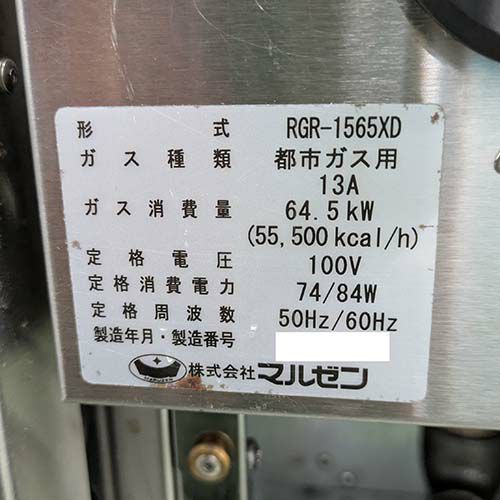 形式 RGR-1565XD
ガス種類 都市ガス用
13A
ガス消費量 64.5kW
(55,500kcal/h)
定格電圧 100V
定格消費電力 74/84W
定格周波数 50Hz/60Hz
製造年月・製造番号
株式会社マルゼン